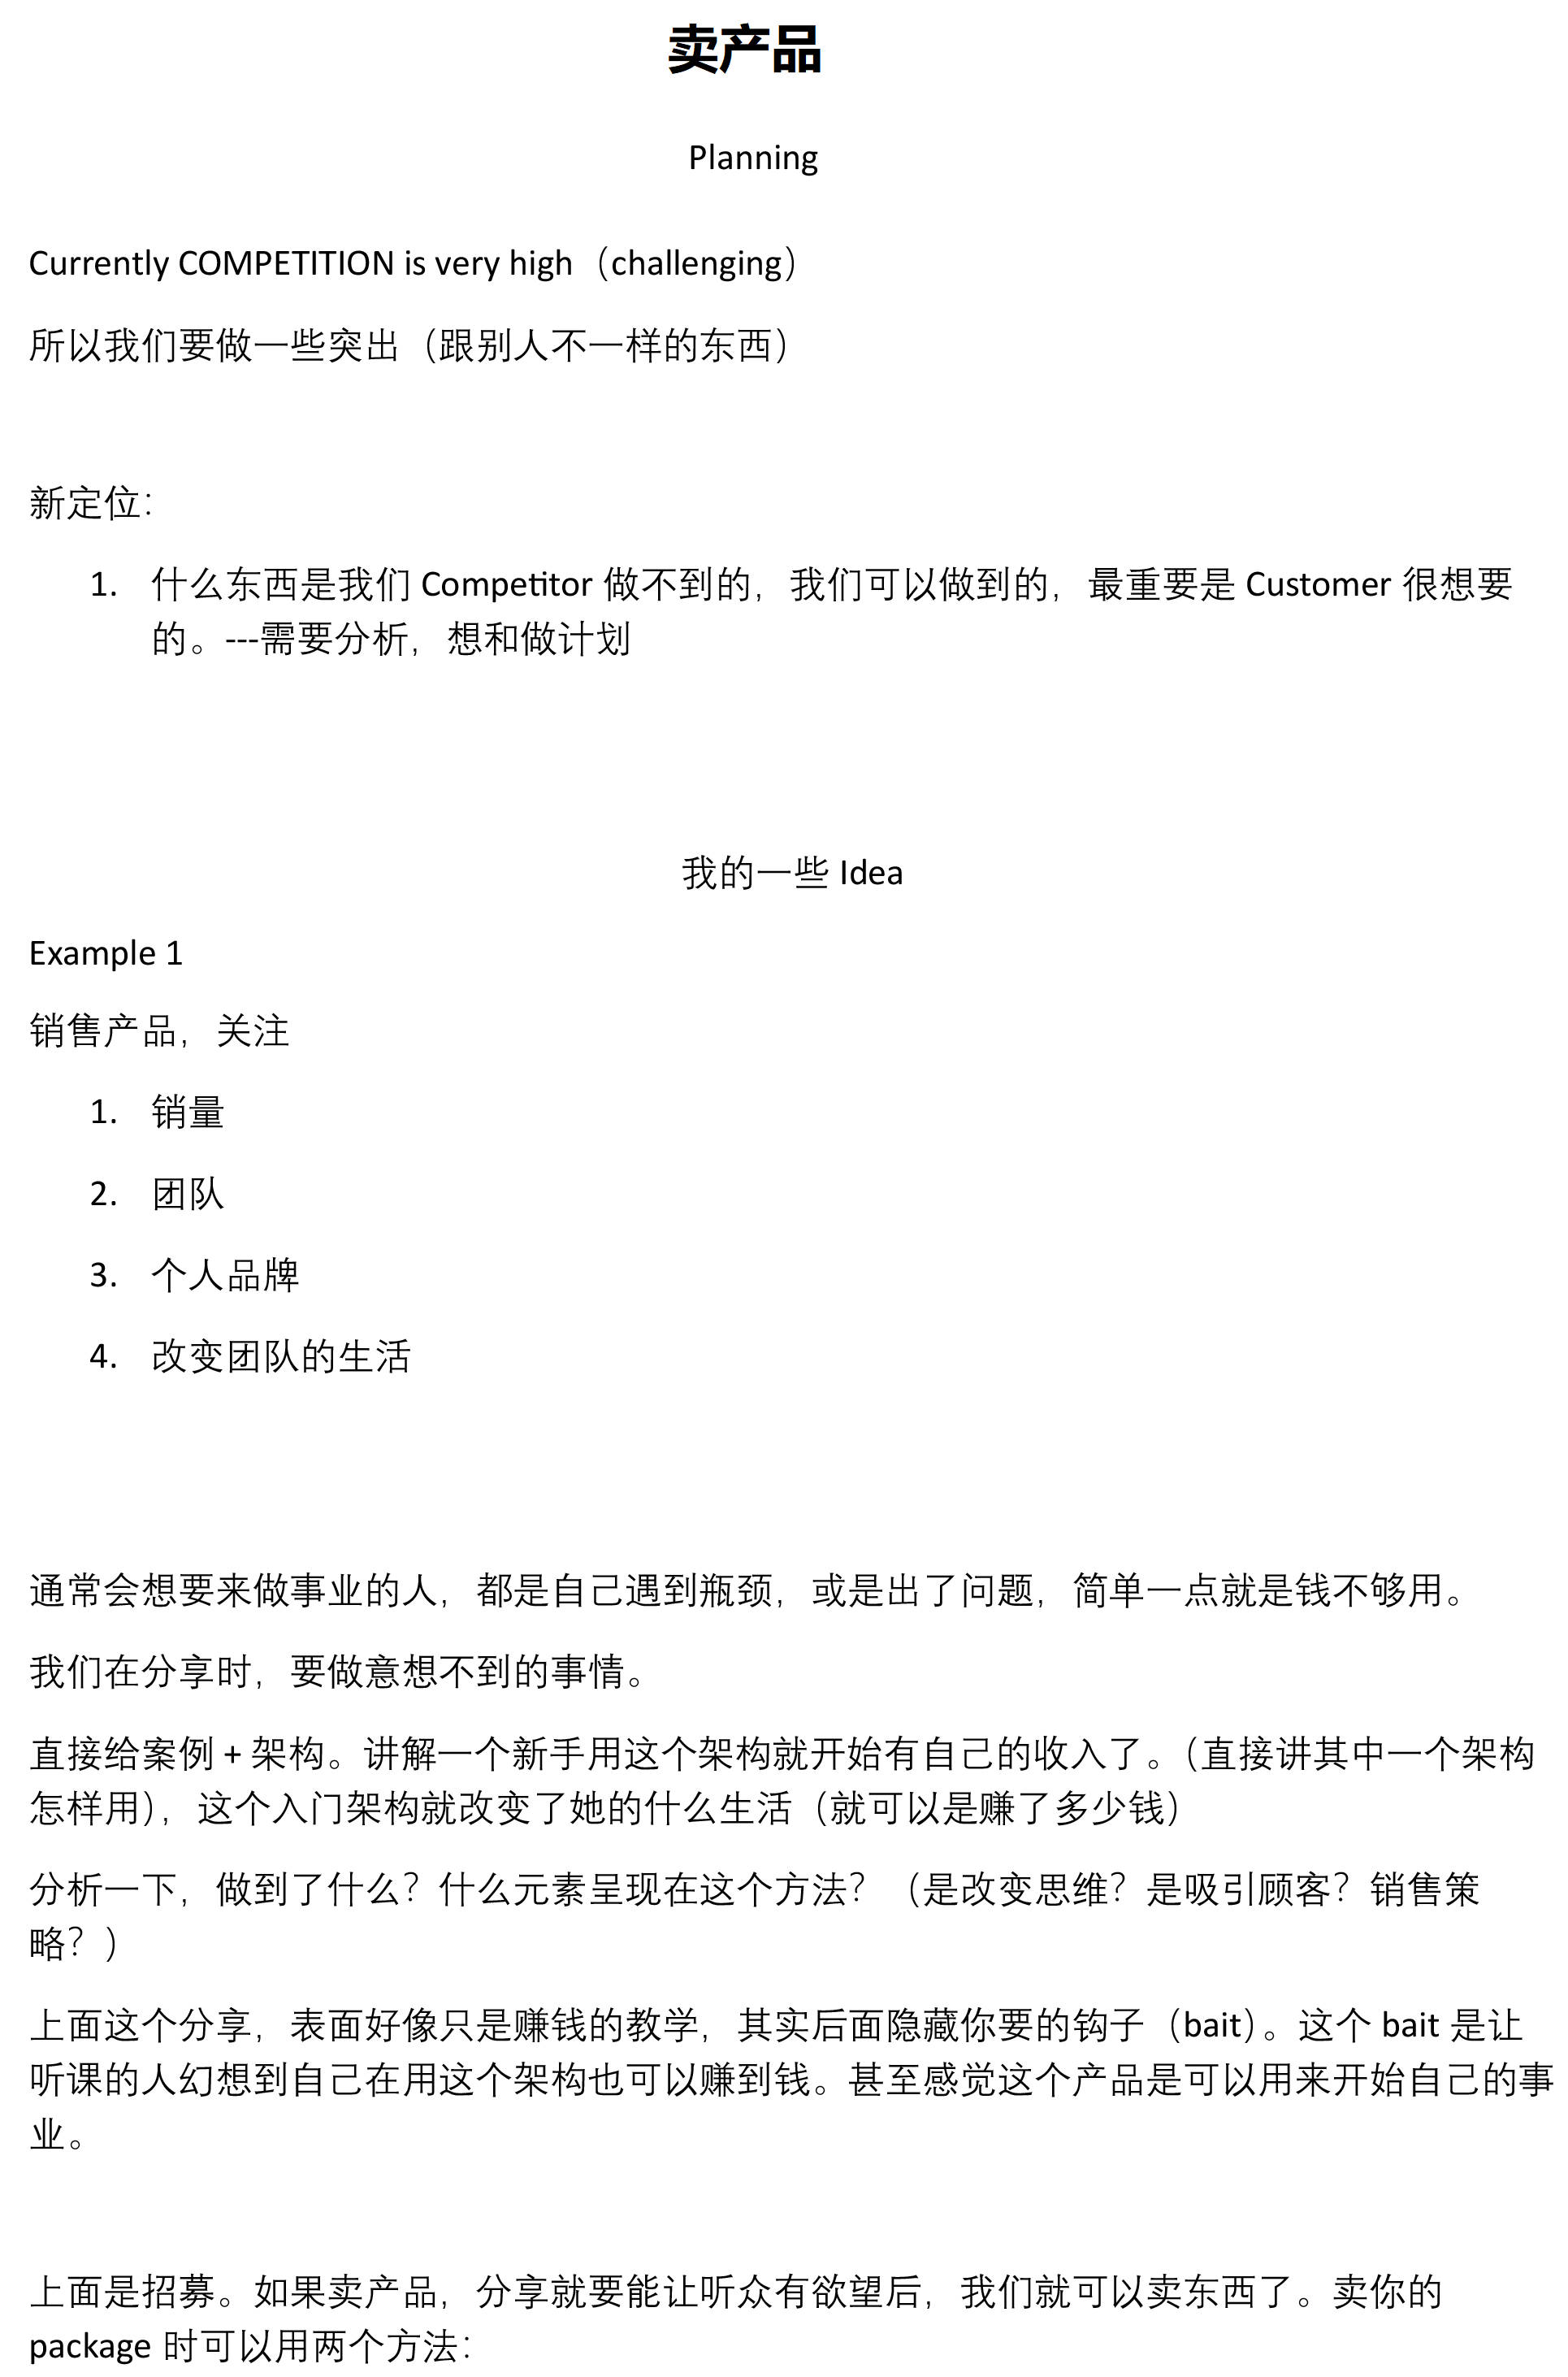 卖产品
Planning
Currently COMPETITION is very high（challenging）
所以我们要做一些突出（跟别人不一样的东西）
新定位：
1. 什么东西是我们 Competitor 做不到的，我们可以做到的，最重要是 Customer 很想要
的。---需要分析，想和做计划
我的一些 Idea
Example 1
销售产品，关注
1. 销量
2. 团队
3. 个人品牌
4. 改变团队的生活
通常会想要来做事业的人，都是自己遇到瓶颈，或是出了问题，简单一点就是钱不够用。
我们在分享时，要做意想不到的事情。
直接给案例 + 架构。讲解一个新手用这个架构就开始有自己的收入了。（直接讲其中一个架构
怎样用），这个入门架构就改变了她的什么生活（就可以是赚了多少钱）
分析一下，做到了什么？什么元素呈现在这个方法？（是改变思维？是吸引顾客？销售策
略？）
上面这个分享，表面好像只是赚钱的教学，其实后面隐藏你要的钩子（bait）。这个 bait 是让
听课的人幻想到自己在用这个架构也可以赚到钱。甚至感觉这个产品是可以用来开始自己的事
业。
上面是招募。如果卖产品，分享就要能让听众有欲望后，我们就可以卖东西了。卖你的
package 时可以用两个方法：